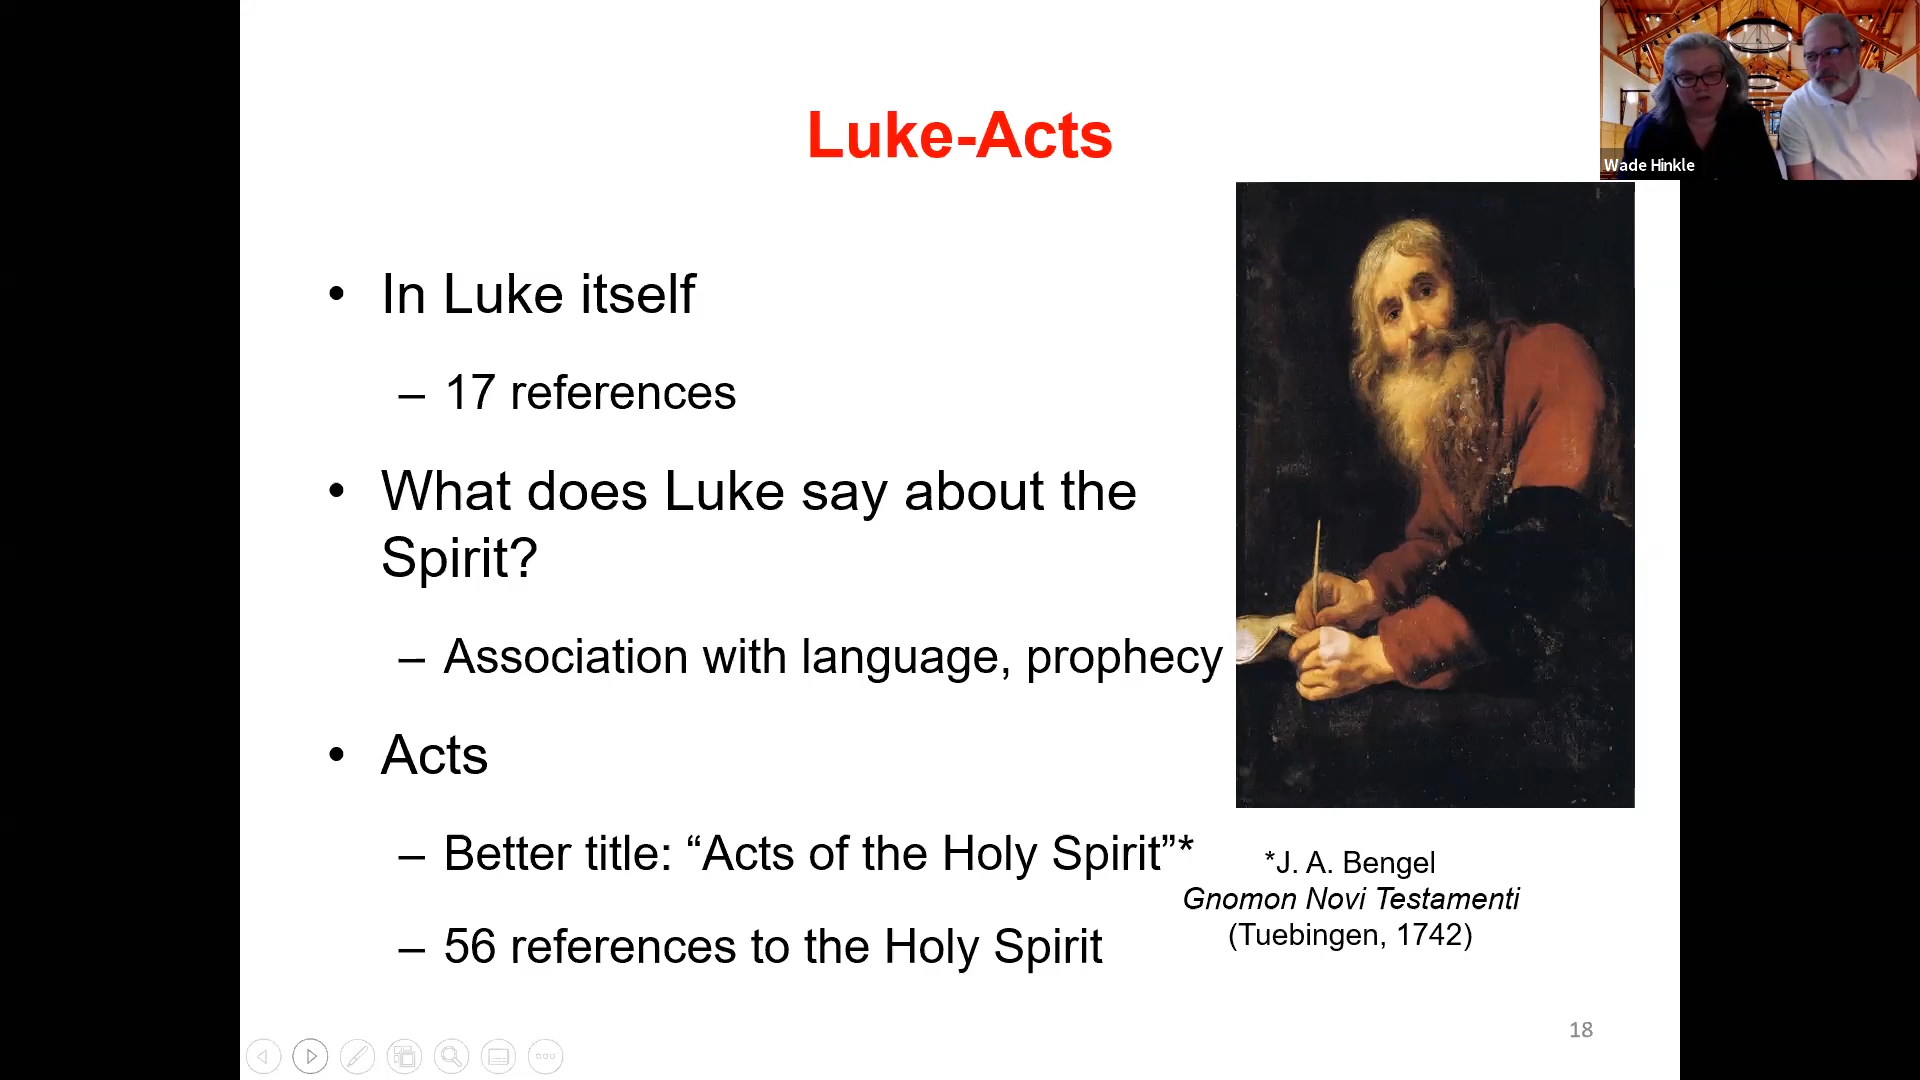 Luke-Acts
Wade Hinkle
• In Luke itself
– 17 references
• What does Luke say about the
Spirit?
– Association with language, prophecy
• Acts
– Better title: “Acts of the Holy Spirit”*
– 56 references to the Holy Spirit
*J. A. Bengel
Gnomon Novi Testamenti
(Tuebingen, 1742)
18